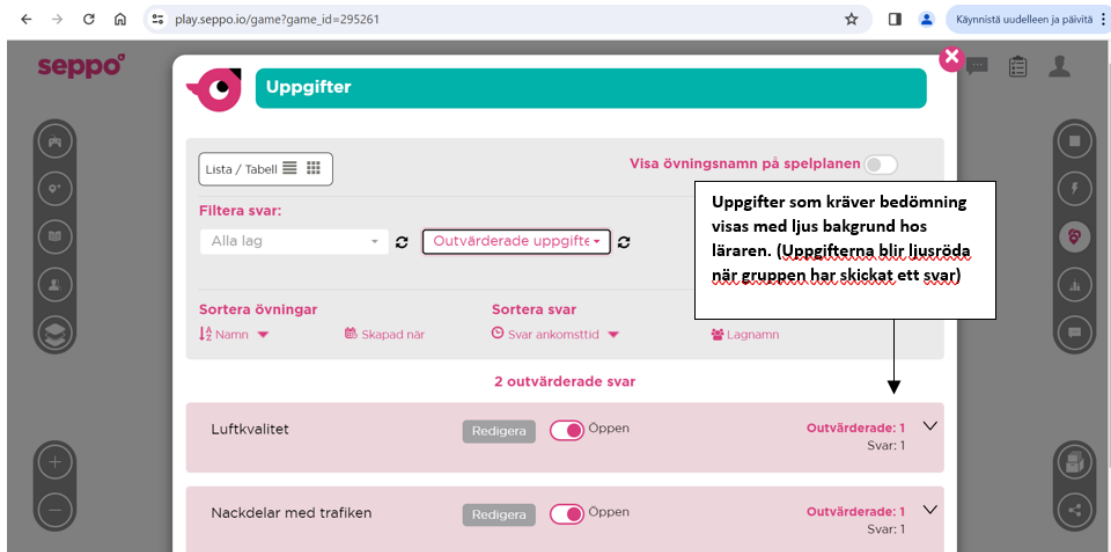 play.seppo.io/game?game_id=295261
Käynnistä uudelleen ja päivitä
seppo
Uppgifter
Lista / Tabell
Visa övningsnamn på spelplanen
Filtera svar:
Alla lag
Outvärderade uppgifte
Uppgifter som kräver bedömning
visas med ljus bakgrund hos
läraren. (Uppgifterna blir ljusröda
när gruppen har skickat ett svar)
Sortera övningar
Sortera svar
Namn
Skapad när
Svar ankomsttid
Lagnamn
2 outvärderade svar
Luftkvalitet
Redigera
Öppen
Outvärderade: 1
Svar: 1
Nackdelar med trafiken
Redigera
Öppen
Outvärderade: 1
Svar: 1